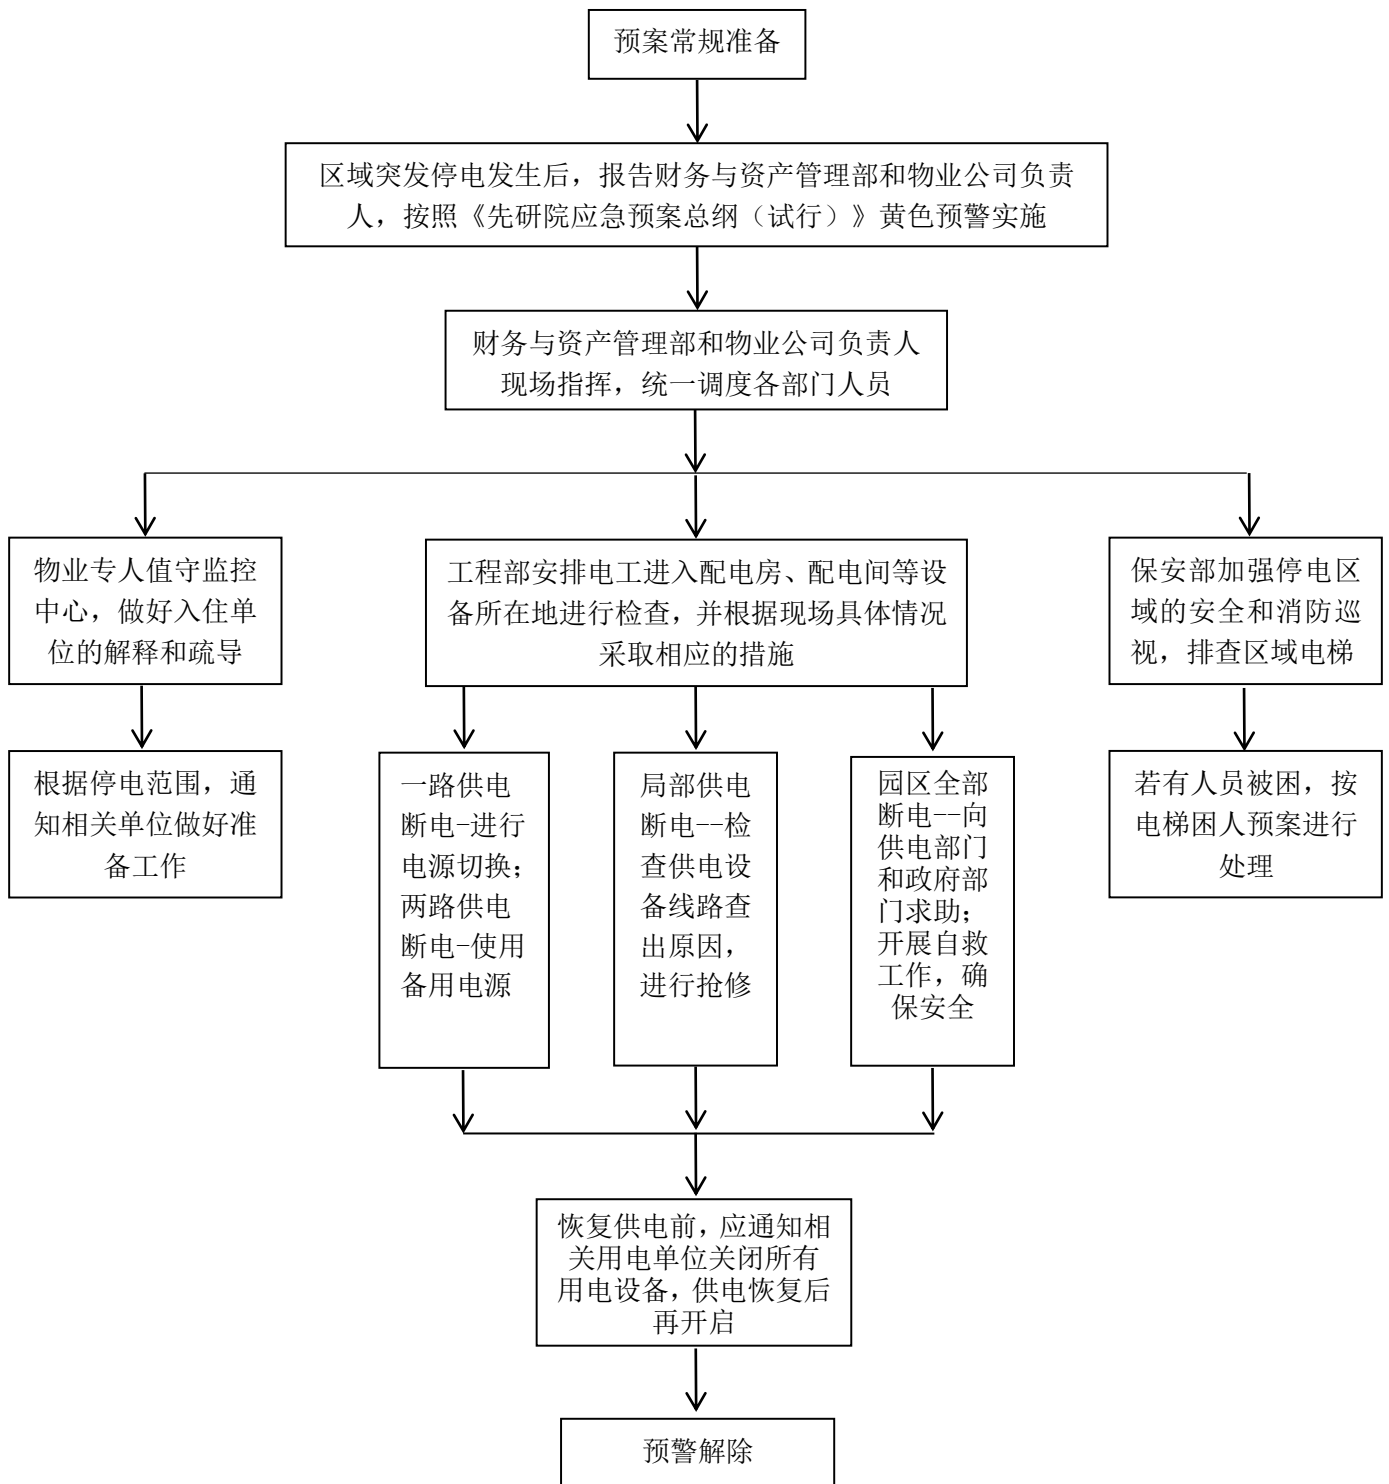 预案常规准备
区域突发停电发生后，报告财务与资产管理部和物业公司负责
人，按照《先研院应急预案总纲（试行）》黄色预警实施
财务与资产管理部和物业公司负责人
现场指挥，统一调度各部门人员
物业专人值守监控
中心，做好入住单
位的解释和疏导
工程部安排电工进入配电房、配电间等设
备所在地进行检查，并根据现场具体情况
采取相应的措施
保安部加强停电区
域的安全和消防巡
视，排查区域电梯
根据停电范围，通
知相关单位做好准
备工作
一路供电
断电-进行
电源切换；
两路供电
断电-使用
备用电源
局部供电
断电--检
查供电设
备线路查
出原因，
进行抢修
园区全部
断电--向
供电部门
和政府部
门求助；
开展自救
工作，确
保安全
若有人员被困，按
电梯困人预案进行
处理
恢复供电前，应通知相
关用电单位关闭所有
用电设备，供电恢复后
再开启
预警解除